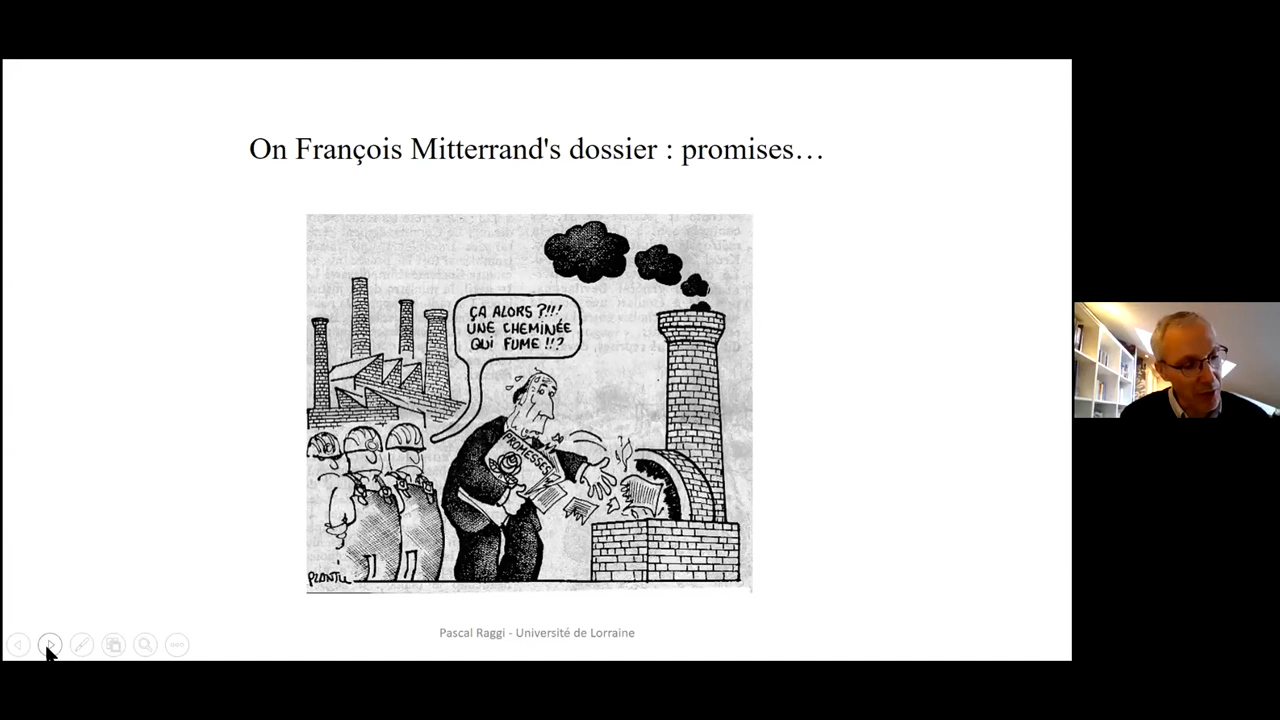 On François Mitterrand's dossier : promises…
ÇA ALORS ?!!!
UNE CHEMINÉE
QUI FUME !!?
PROMESSES
PLANTU
Pascal Raggi - Université de Lorraine